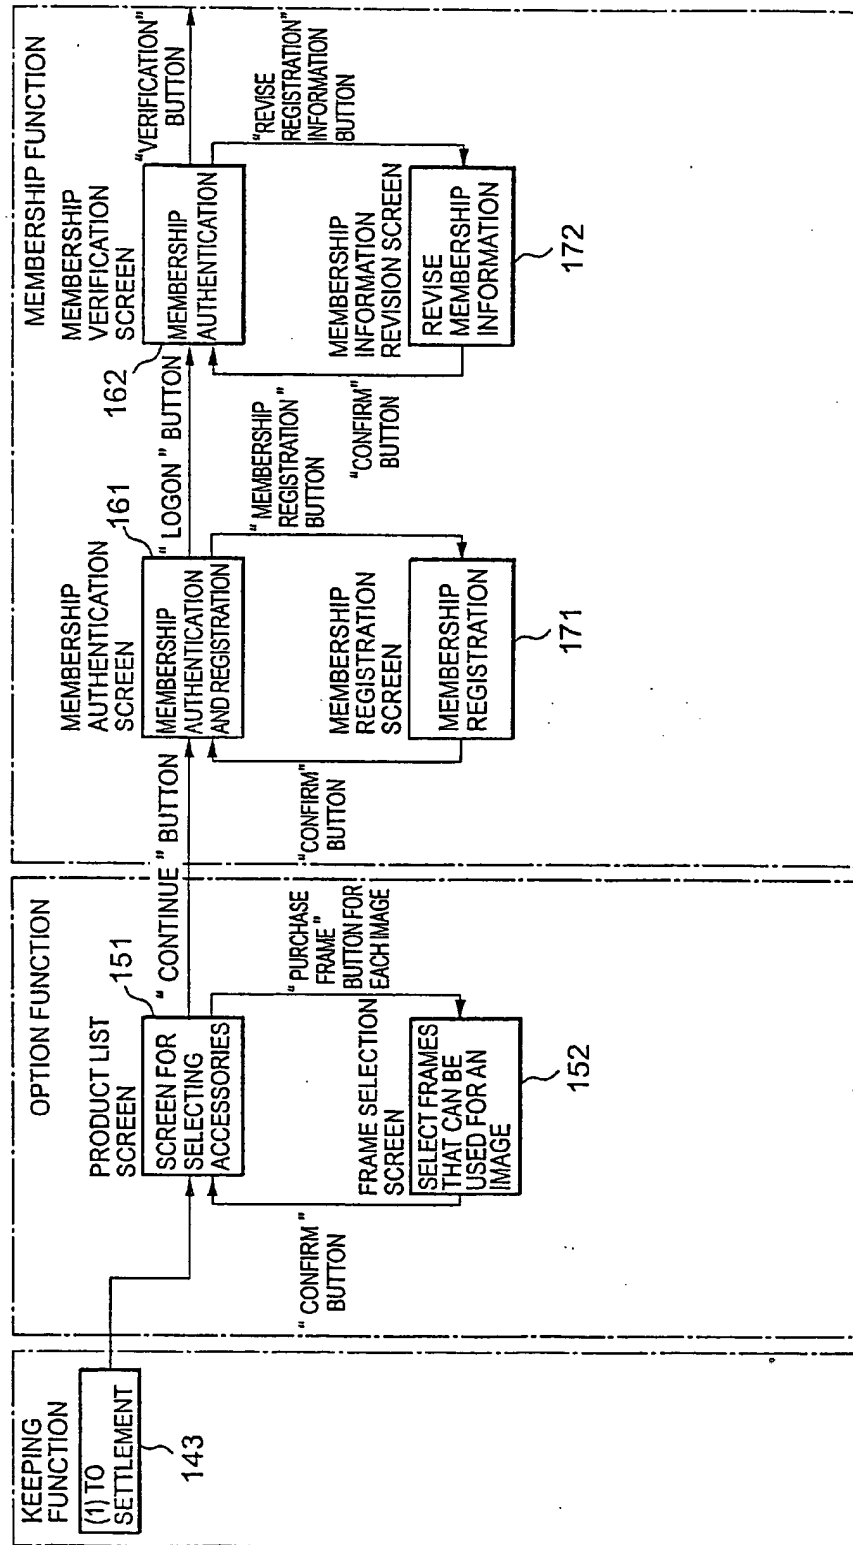 KEEPING
FUNCTION
(1) TO
SETTLEMENT
143
OPTION FUNCTION
PRODUCT LIST
SCREEN
151
SCREEN FOR
SELECTING
ACCESSORIES
“ CONTINUE ” BUTTON
“ PURCHASE
FRAME ”
BUTTON FOR
EACH IMAGE
FRAME SELECTION
SCREEN
SELECT FRAMES
THAT CAN BE
USED FOR AN
IMAGE
152
“ CONFIRM ”
BUTTON
MEMBERSHIP FUNCTION
MEMBERSHIP
AUTHENTICATION
SCREEN
161
MEMBERSHIP
AUTHENTICATION
AND REGISTRATION
“ LOGON ” BUTTON
“ MEMBERSHIP
REGISTRATION ”
BUTTON
MEMBERSHIP
REGISTRATION
SCREEN
MEMBERSHIP
REGISTRATION
171
“CONFIRM”
BUTTON
MEMBERSHIP
VERIFICATION
SCREEN
162
MEMBERSHIP
AUTHENTICATION
“VERIFICATION”
BUTTON
“REVISE
REGISTRATION”
INFORMATION
BUTTON
MEMBERSHIP
INFORMATION
REVISION SCREEN
REVISE
MEMBERSHIP
INFORMATION
172
“CONFIRM”
BUTTON